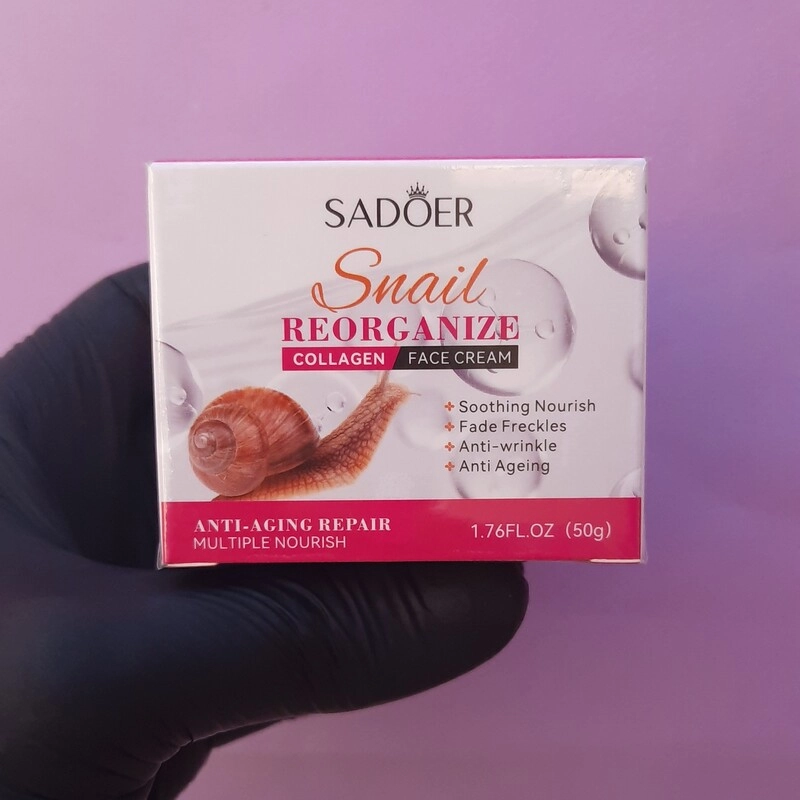 SADOER
Snail
REORGANIZE
COLLAGEN FACE CREAM
Soothing Nourish
Fade Freckles
Anti-wrinkle
Anti Ageing
ANTI-AGING REPAIR
MULTIPLE NOURISH
1.76FL.OZ (50g)